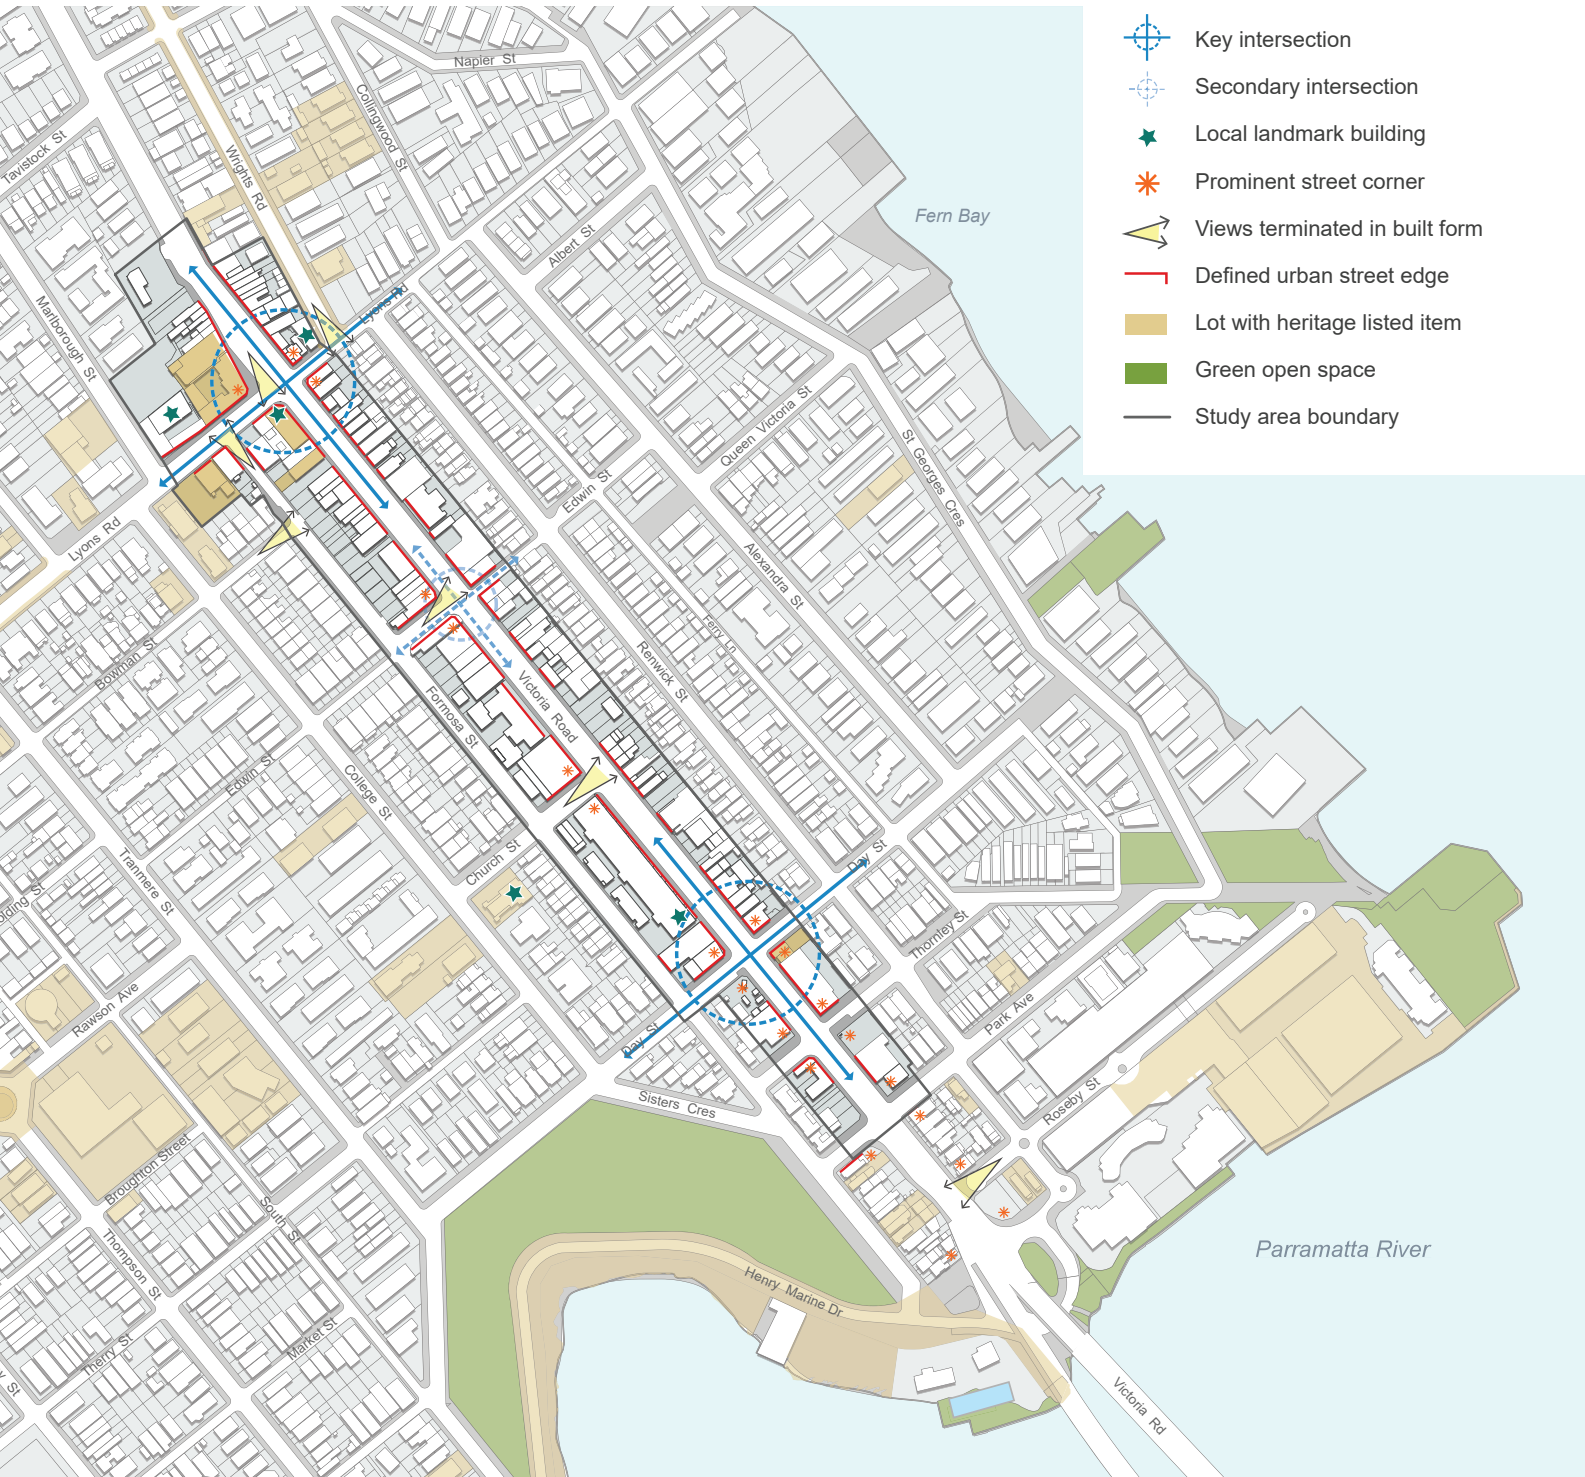 Key intersection
Secondary intersection
Local landmark building
Prominent street corner
Views terminated in built form
Defined urban street edge
Lot with heritage listed item
Green open space
Study area boundary
Napier St
Tavistock St
Wrights Rd
Collingwood St
Fern Bay
Albert St
Marlborough St
Lyons Rd
Queen Victoria St
St Georges Cres
Edwin St
Lyons Rd
Alexandra St
Ferry Ln
Bowman St
Renwick St
Formosa St
Victoria Road
Edwin St
College St
Church St
Day St
Tranmere St
Thornley St
Rawson Ave
Park Ave
Day St
Roseby St
Sisters Cres
Broughton Street
South St
Thompson St
Parramatta River
Henry Marine Dr
Market St
Therry St
Victoria Rd